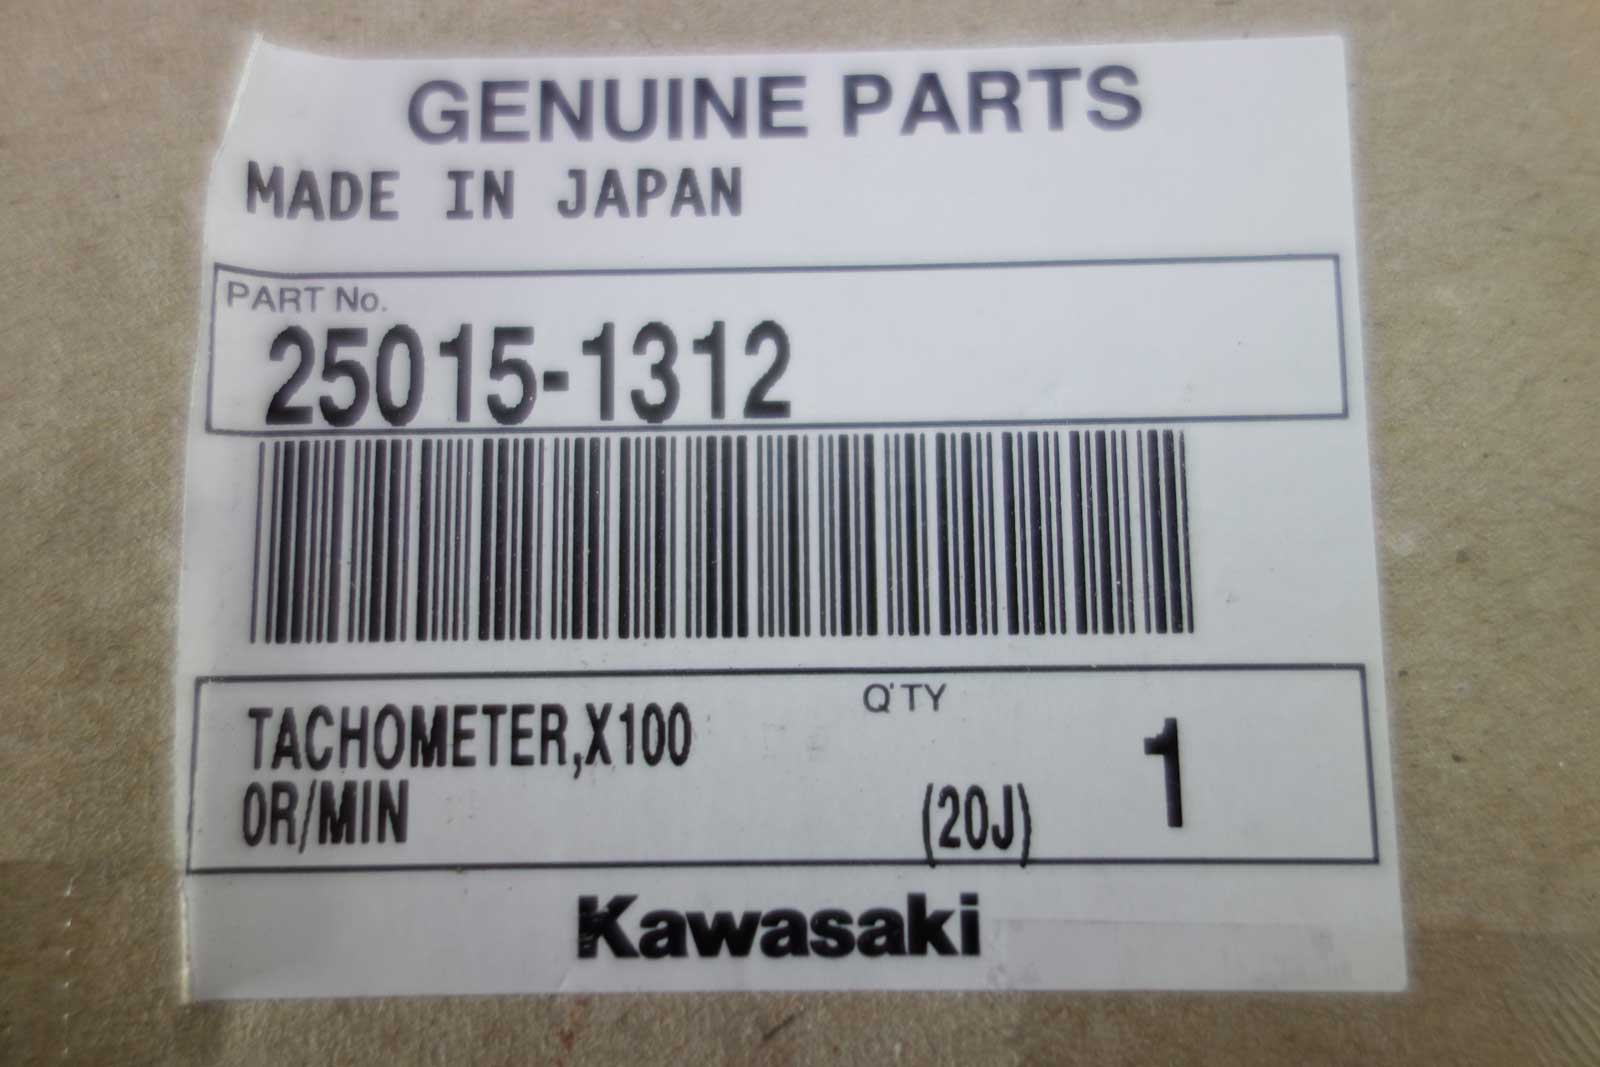 GENUINE PARTS
MADE IN JAPAN
PART No.
25015-1312
TACHOMETER,X100
0R/MIN
Q'TY
(20J)
1
Kawasaki